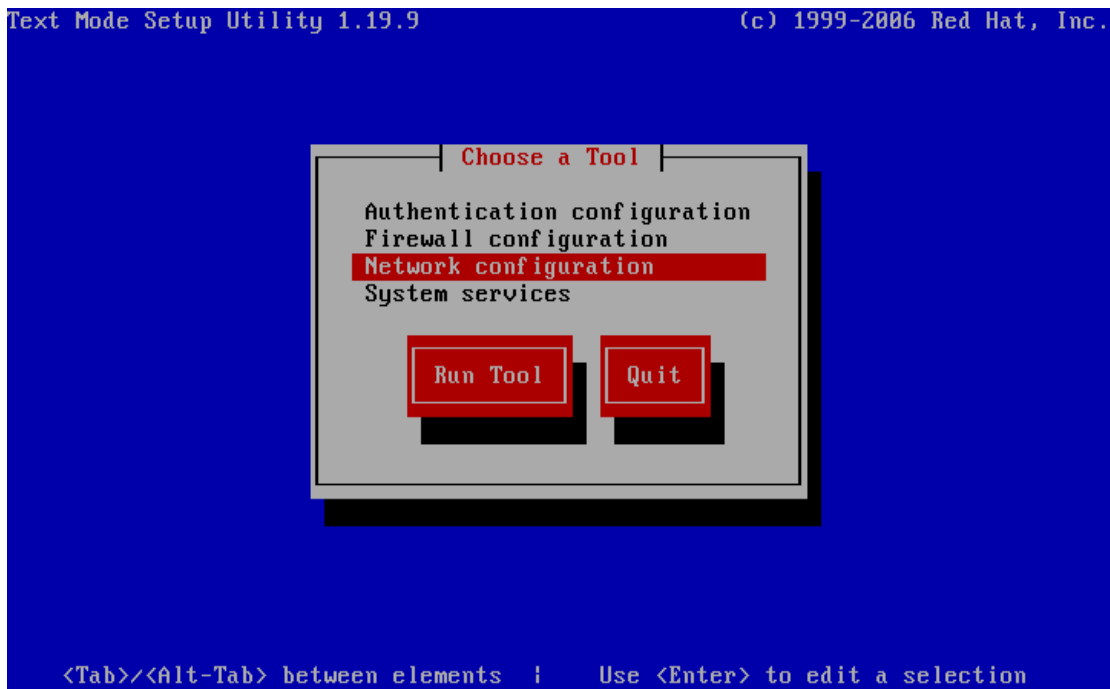 Text Mode Setup Utility 1.19.9 (c) 1999-2006 Red Hat, Inc.
Choose a Tool
Authentication configuration
Firewall configuration
Network configuration
System services
Run Tool Quit
<Tab>/<Alt-Tab> between elements | Use <Enter> to edit a selection